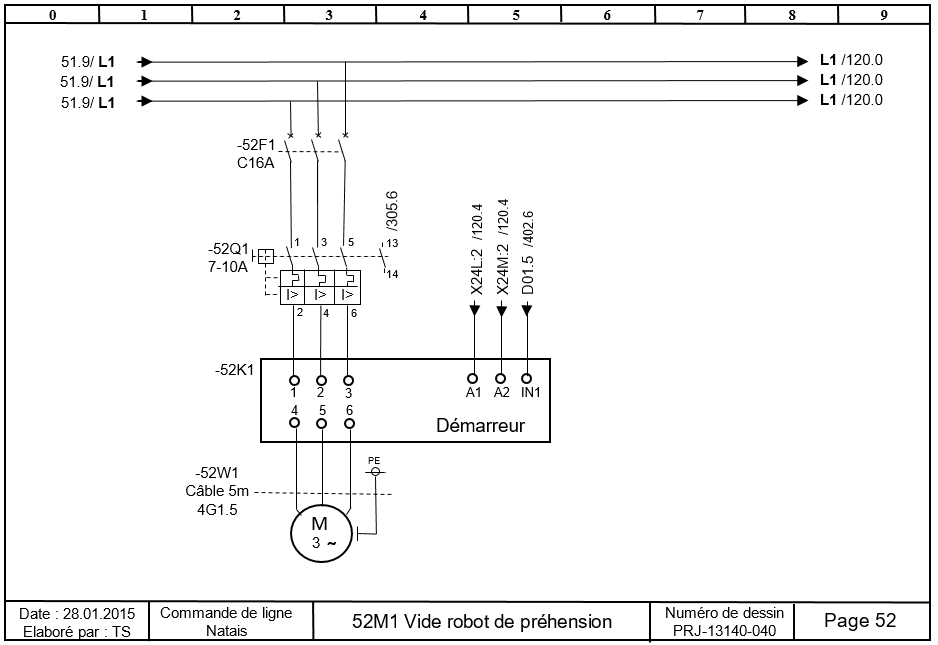 0 1 2 3 4 5 6 7 8 9
51.9/ L1
L1 /120.0
51.9/ L1
L1 /120.0
51.9/ L1
L1 /120.0
-52F1
C16A
/305.6
X24L:2 /120.4
X24M:2 /120.4
D01.5 /402.6
-52Q1
7-10A
1 3 5 13
14
I> I> I>
2 4 6
-52K1
1 2 3 A1 A2 IN1
4 5 6
Démarreur
PE
-52W1
Câble 5m
4G1.5
M
3 ~
Date : 28.01.2015
Elaboré par : TS
Commande de ligne
Natais
52M1 Vide robot de préhension
Numéro de dessin
PRJ-13140-040
Page 52